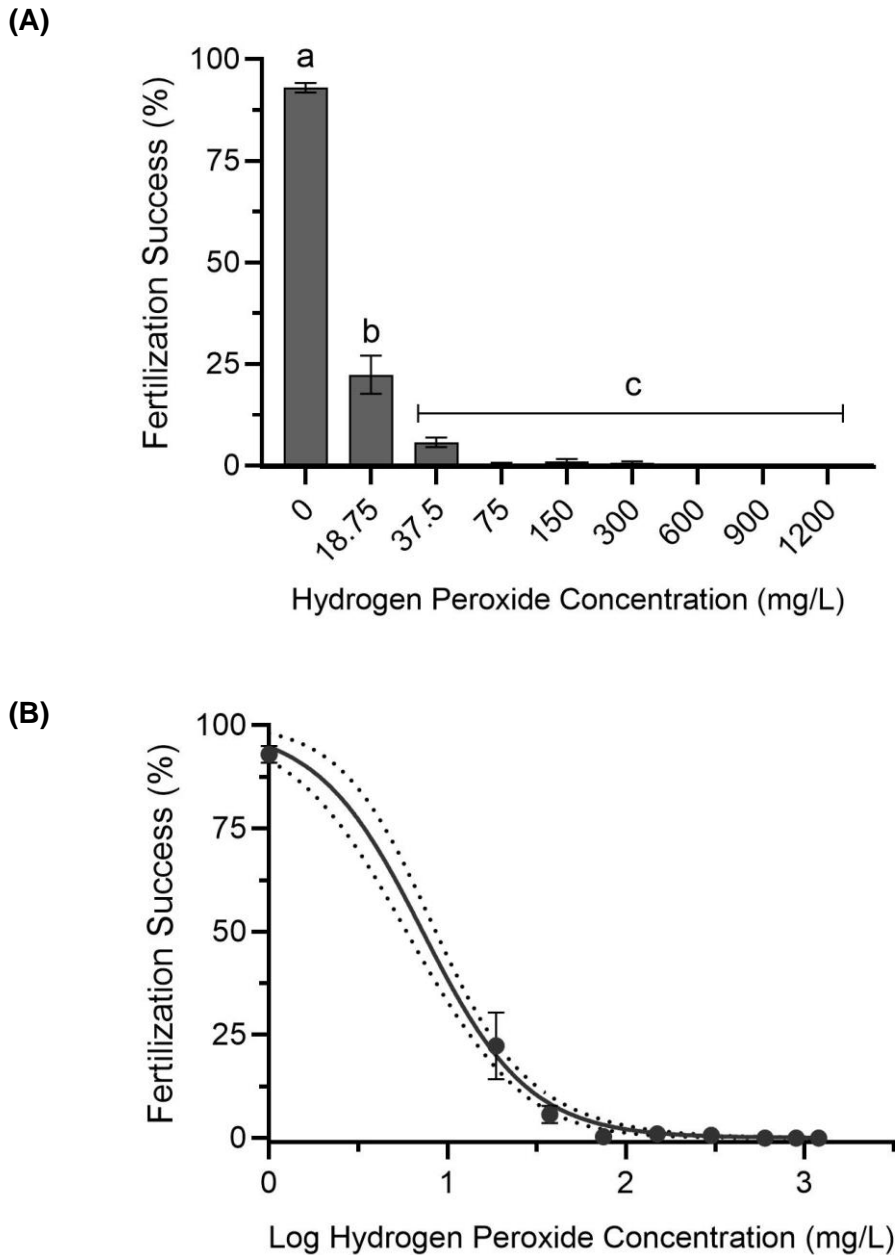 (A)
100
75
50
25
0
Fertilization Success (%)
a
b
c
0
18.75
37.5
75
150
300
600
900
1200
Hydrogen Peroxide Concentration (mg/L)
(B)
100
75
50
25
0
Fertilization Success (%)
0
1
2
3
Log Hydrogen Peroxide Concentration (mg/L)